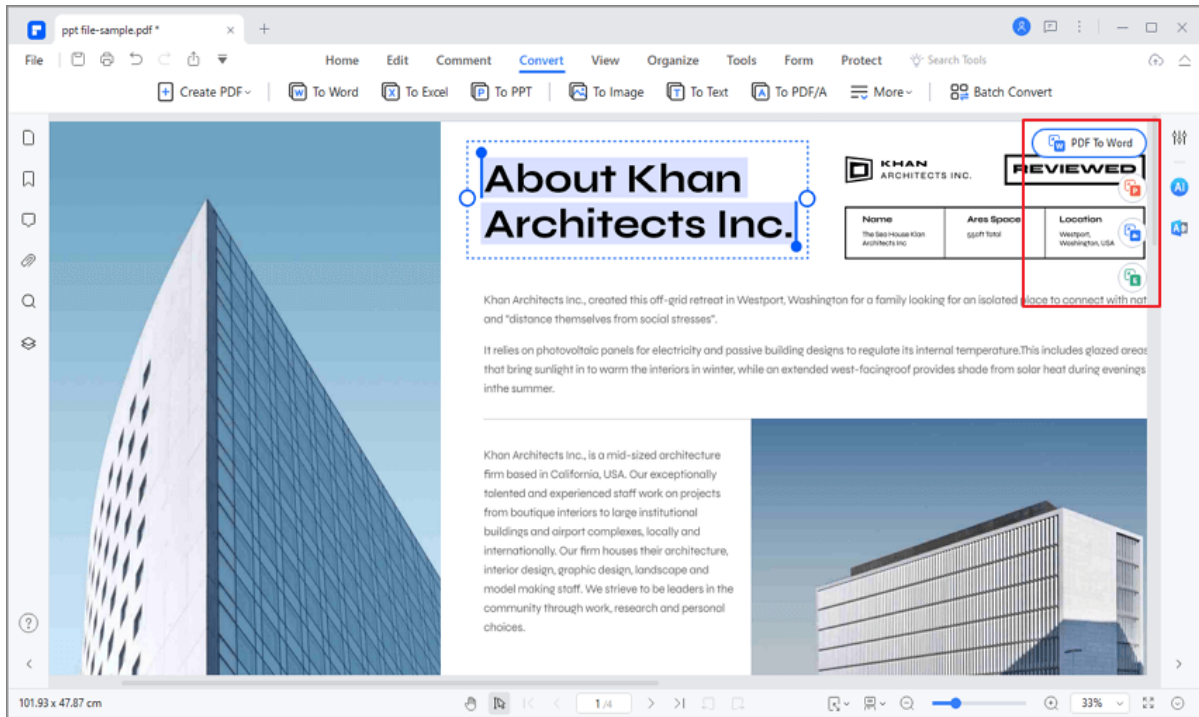 ppt file-sample.pdf *
File Home Edit Comment Convert View Organize Tools Form Protect Search Tools
Create PDF To Word To Excel To PPT To Image To Text To PDF/A More Batch Convert
PDF To Word
About Khan
Architects Inc.
KHAN
ARCHITECTS INC.
REVIEWED
Name Ares Space Location
The Sea House Klan
Architects Inc
550ft Total
Westport,
Washington, USA
Khan Architects Inc., created this off-grid retreat in Westport, Washington for a family looking for an isolated place to connect with nat
and "distance themselves from social stresses".
It relies on photovoltaic panels for electricity and passive building designs to regulate its internal temperature.This includes glazed areas
that bring sunlight in to warm the interiors in winter, while an extended west-facingroof provides shade from solar heat during evenings
inthe summer.
Khan Architects Inc., is a mid-sized architecture
firm based in California, USA. Our exceptionally
talented and experienced staff work on projects
from boutique interiors to large institutional
buildings and airport complexes, locally and
internationally. Our firm houses their architecture,
interior design, graphic design, landscape and
model making staff. We strieve to be leaders in the
community through work, research and personal
choices.
101.93 x 47.87 cm
1/4
33%